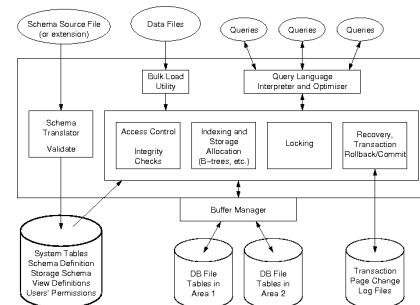 Schema Source File
(or extension)
Data Files
Queries
Queries
Queries
Bulk Load
Utility
Query Language
Interpreter and Optimiser
Schema
Translator
Validate
Access Control
Integrity
Checks
Indexing and
Storage
Allocation
(B-trees, etc.)
Locking
Recovery,
Transaction
Rollback/Commit
Buffer Manager
System Tables
Schema Definition
Storage Schema
View Definitions
Users' Permissions
DB File
Tables in
Area 1
DB File
Tables in
Area 2
Transaction
Page Change
Log Files